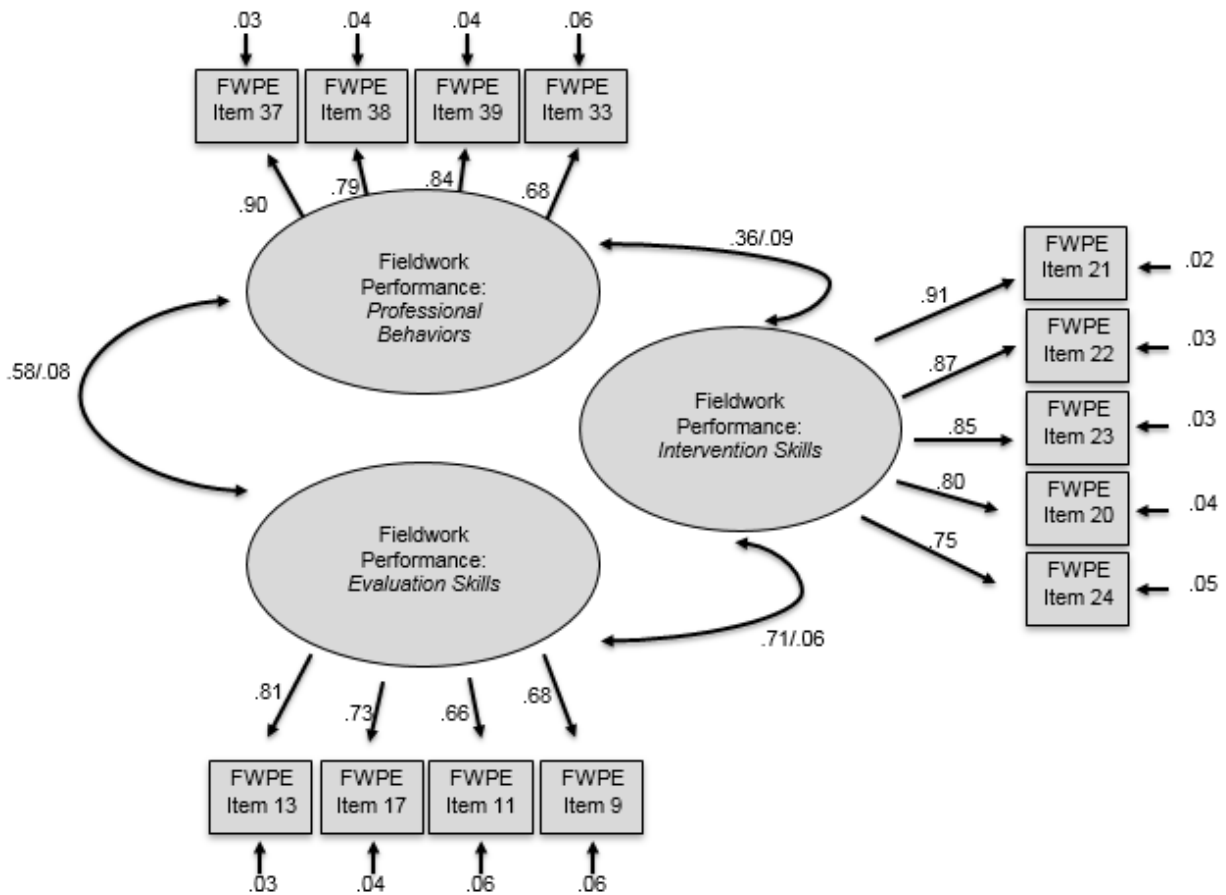 .03 .04 .04 .06
FWPE FWPE FWPE FWPE
Item 37 Item 38 Item 39 Item 33
.90 .79 .84 .68
Fieldwork
Performance:
Professional
Behaviors
.36/.09
.58/.08
Fieldwork
Performance:
Intervention Skills
.91
FWPE
Item 21
.02
.87
FWPE
Item 22
.03
.85
FWPE
Item 23
.03
.80
FWPE
Item 20
.04
.75
FWPE
Item 24
.05
Fieldwork
Performance:
Evaluation Skills
.71/.06
.81 .73 .66 .68
FWPE FWPE FWPE FWPE
Item 13 Item 17 Item 11 Item 9
.03 .04 .06 .06